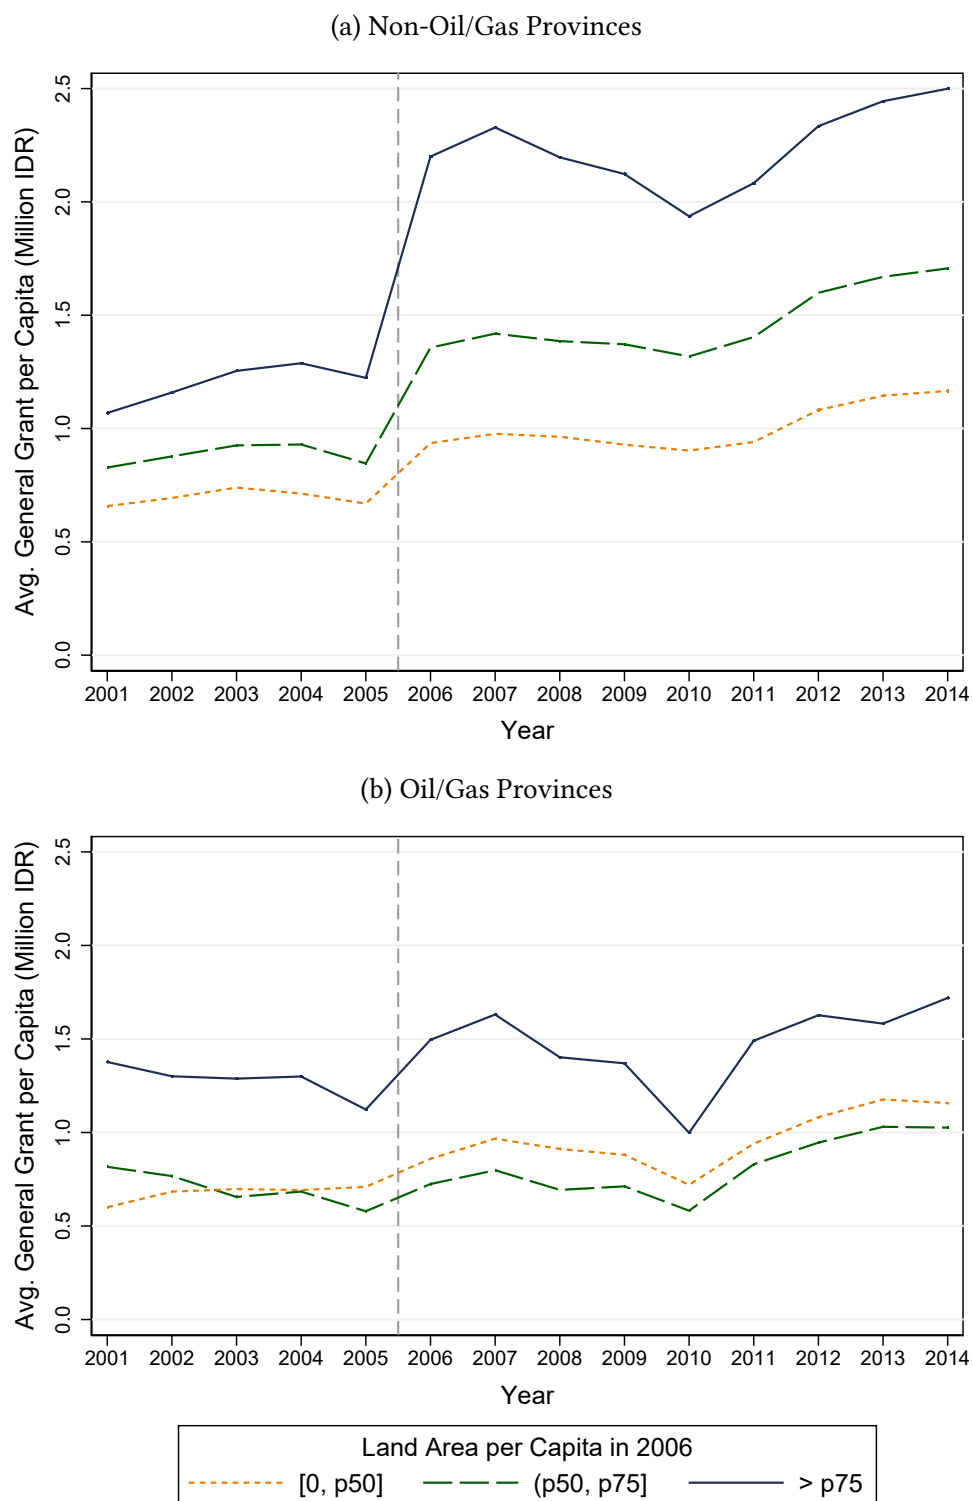 (a) Non-Oil/Gas Provinces
Avg. General Grant per Capita (Million IDR)
2.5
2.0
1.5
1.0
0.5
0.0
2001 2002 2003 2004 2005 2006 2007 2008 2009 2010 2011 2012 2013 2014
Year
(b) Oil/Gas Provinces
Avg. General Grant per Capita (Million IDR)
2.5
2.0
1.5
1.0
0.5
0.0
2001 2002 2003 2004 2005 2006 2007 2008 2009 2010 2011 2012 2013 2014
Year
Land Area per Capita in 2006
[0, p50] (p50, p75] > p75